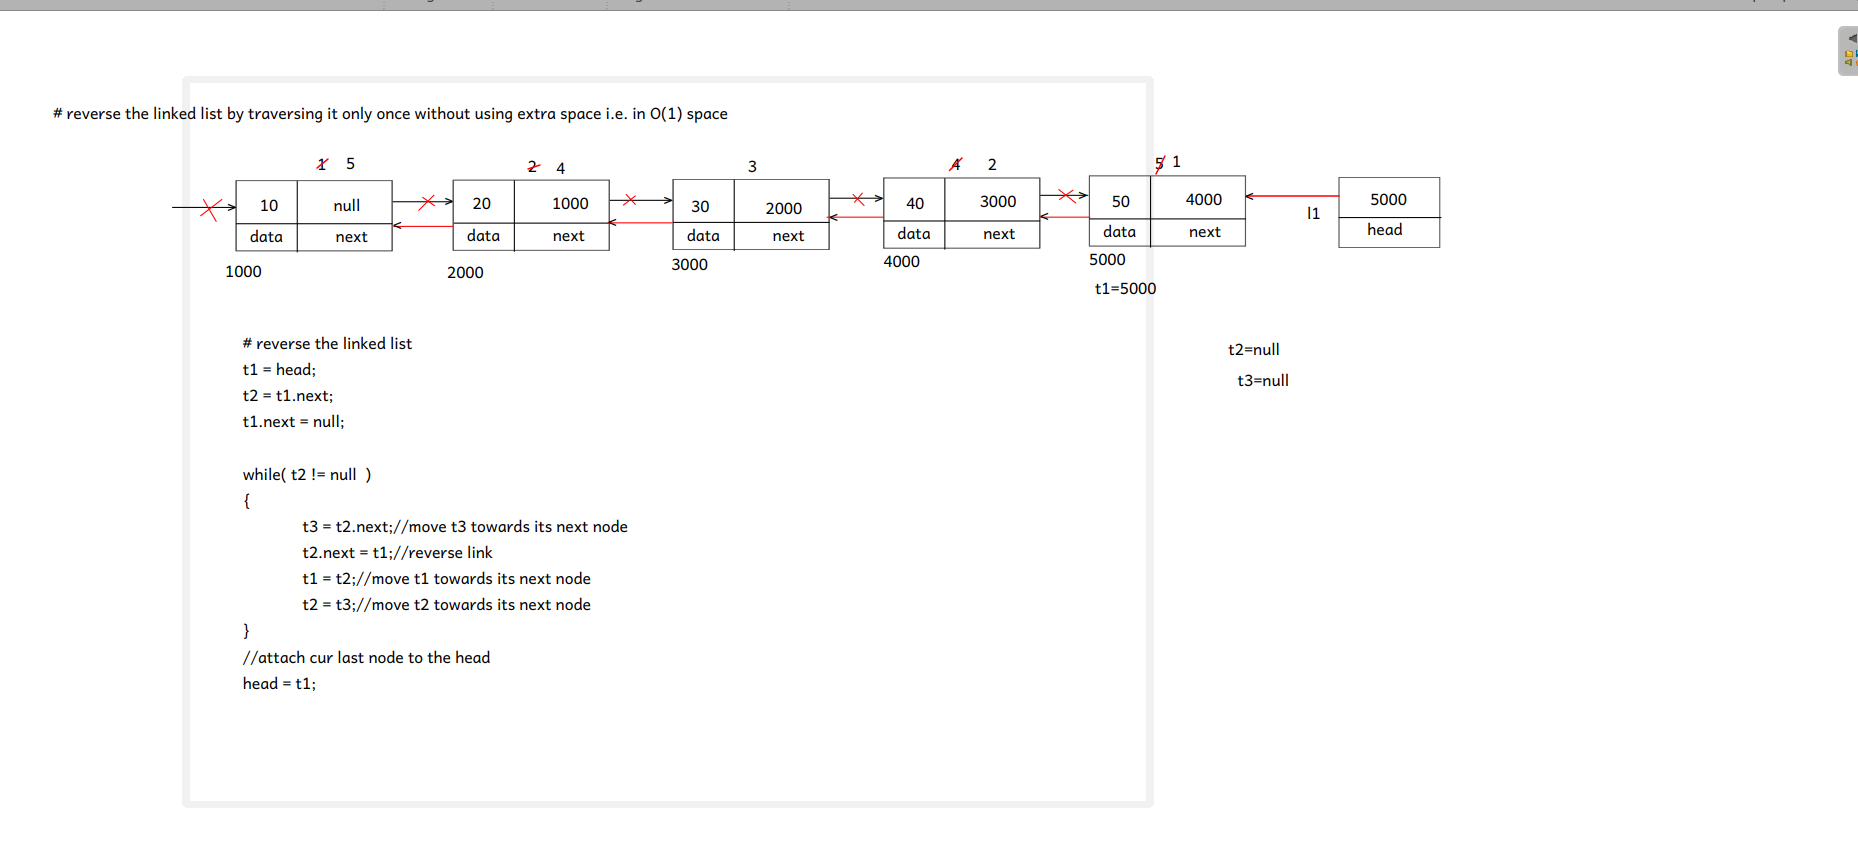 # reverse the linked list by traversing it only once without using extra space i.e. in O(1) space
1 5 2 4 3 4 2 5 1
10 null 20 1000 30 2000 40 3000 50 4000 5000
l1
data next data next data next data next data next head
1000 2000 3000 4000 5000
t1=5000
# reverse the linked list
t2=null
t1 = head;
t3=null
t2 = t1.next;
t1.next = null;
while( t2 != null )
{
t3 = t2.next;//move t3 towards its next node
t2.next = t1;//reverse link
t1 = t2;//move t1 towards its next node
t2 = t3;//move t2 towards its next node
}
//attach cur last node to the head
head = t1;